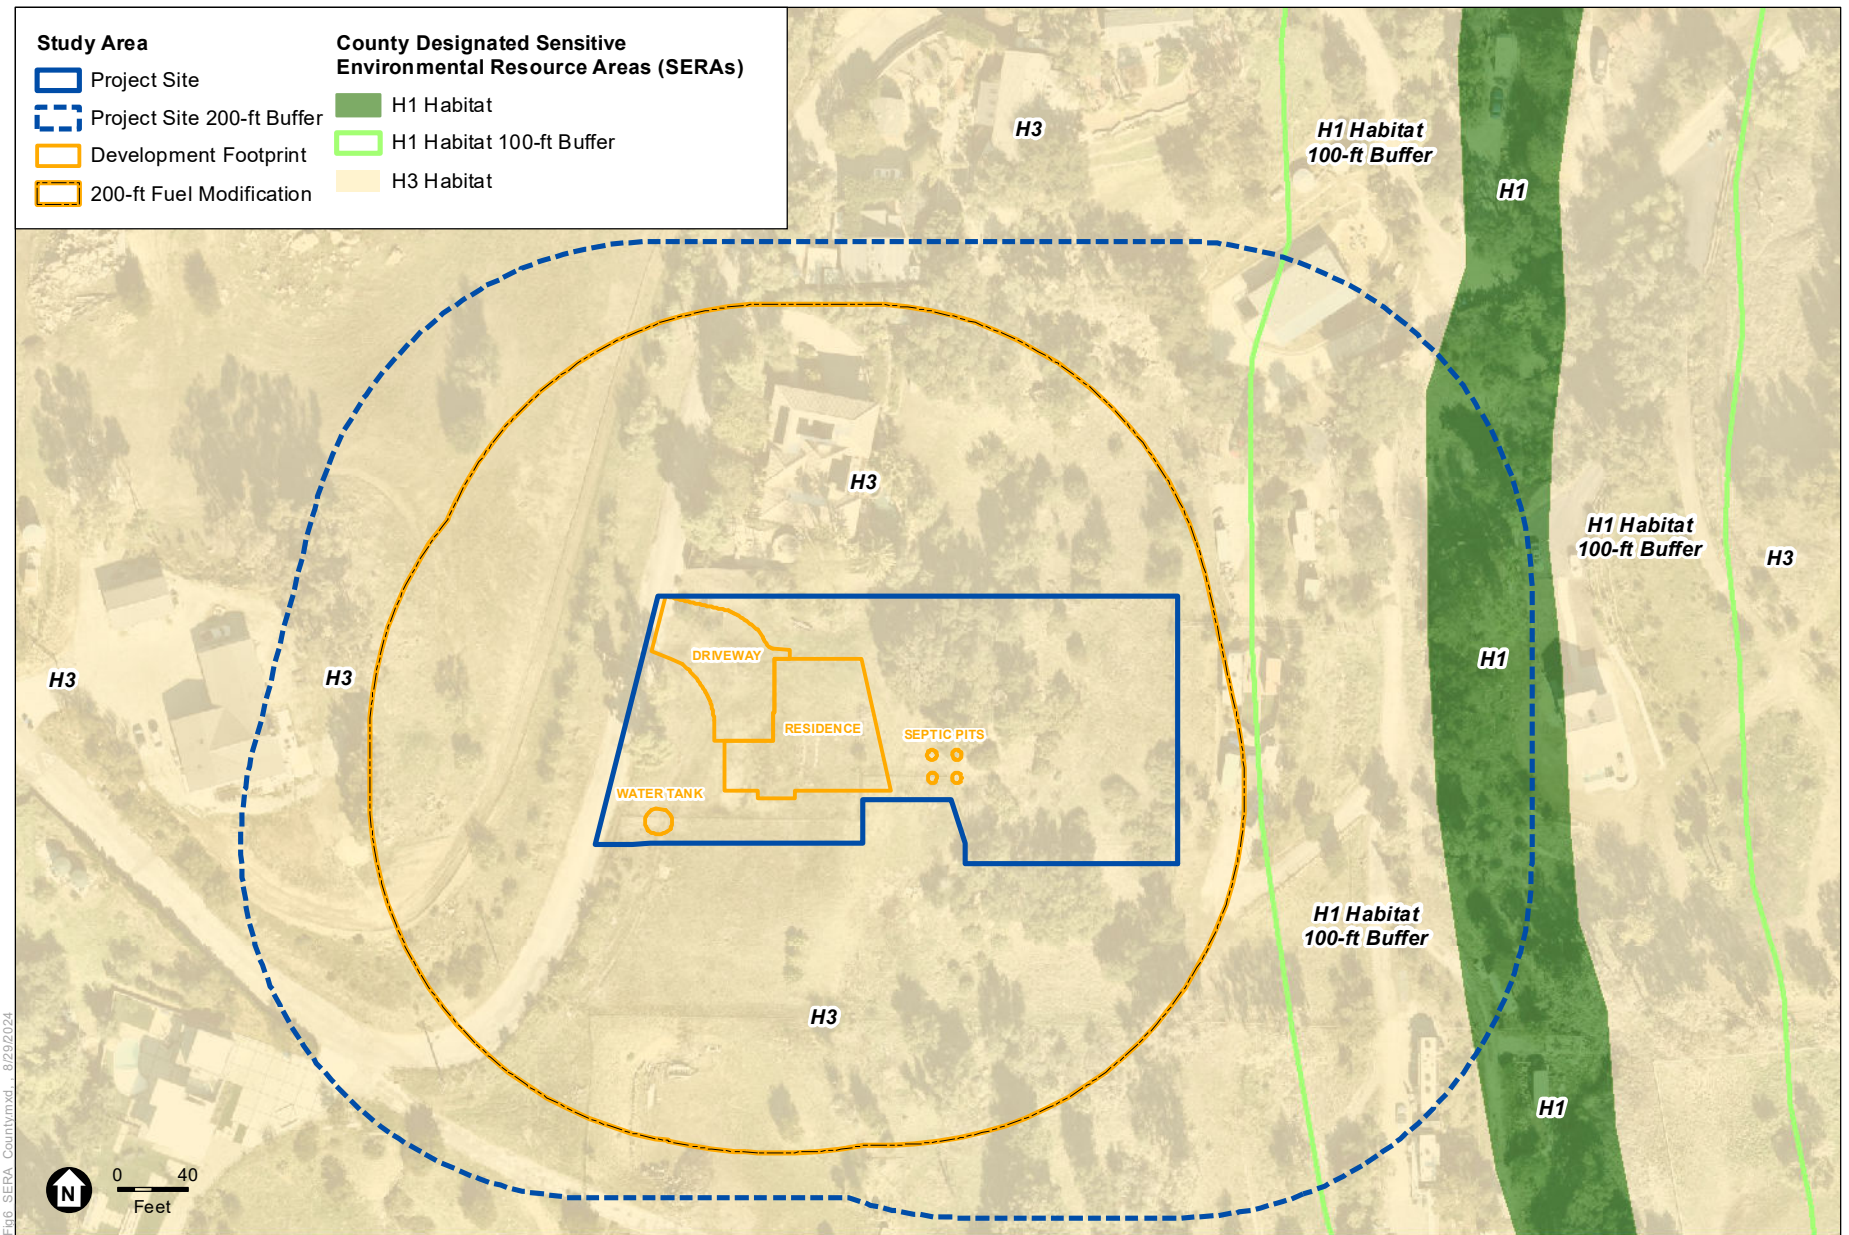 Study Area
Project Site
Project Site 200-ft Buffer
Development Footprint
200-ft Fuel Modification
County Designated Sensitive
Environmental Resource Areas (SERAs)
H1 Habitat
H1 Habitat 100-ft Buffer
H3 Habitat
H3
H1 Habitat
100-ft Buffer
H1
H3
H1 Habitat
100-ft Buffer
H3
H3
H3
DRIVEWAY
H1
RESIDENCE
SEPTIC PITS
WATER TANK
H1 Habitat
100-ft Buffer
H3
H1
N
0 40
Feet
Fig6 SERA County.mxd, , 8/29/2024